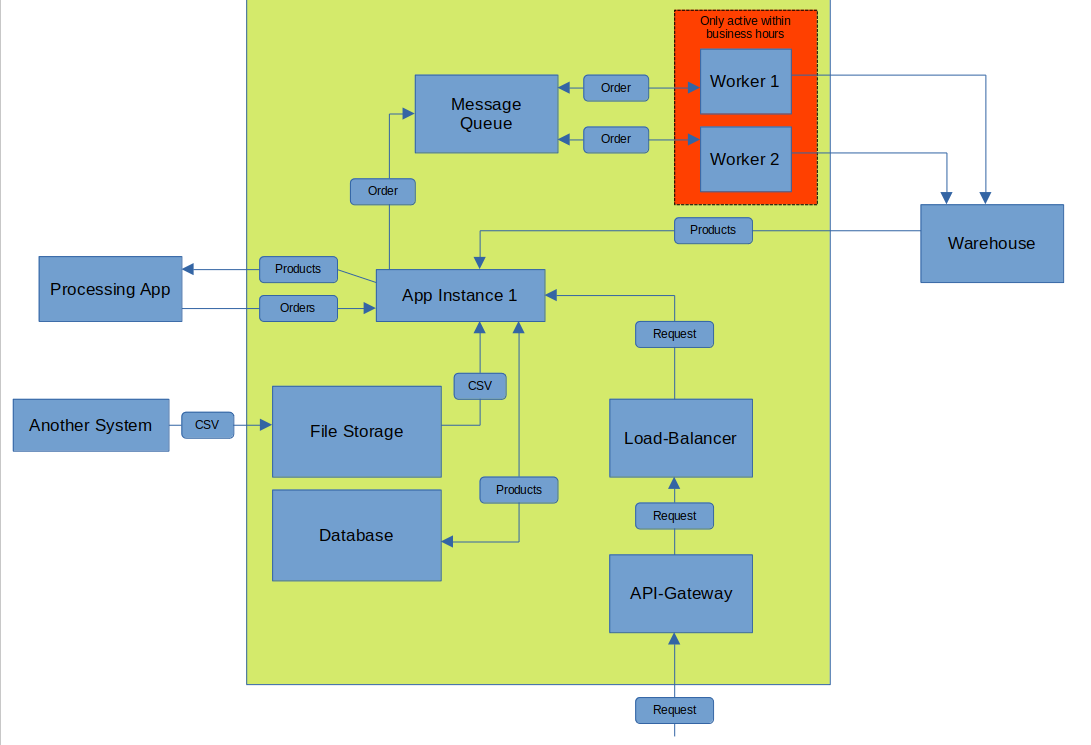 Only active within
business hours
Message
Queue
Order
Worker 1
Order
Worker 2
Order
Products
Warehouse
Products
Processing App
App Instance 1
Orders
Request
CSV
Another System
CSV
File Storage
Load-Balancer
Products
Request
Database
API-Gateway
Request